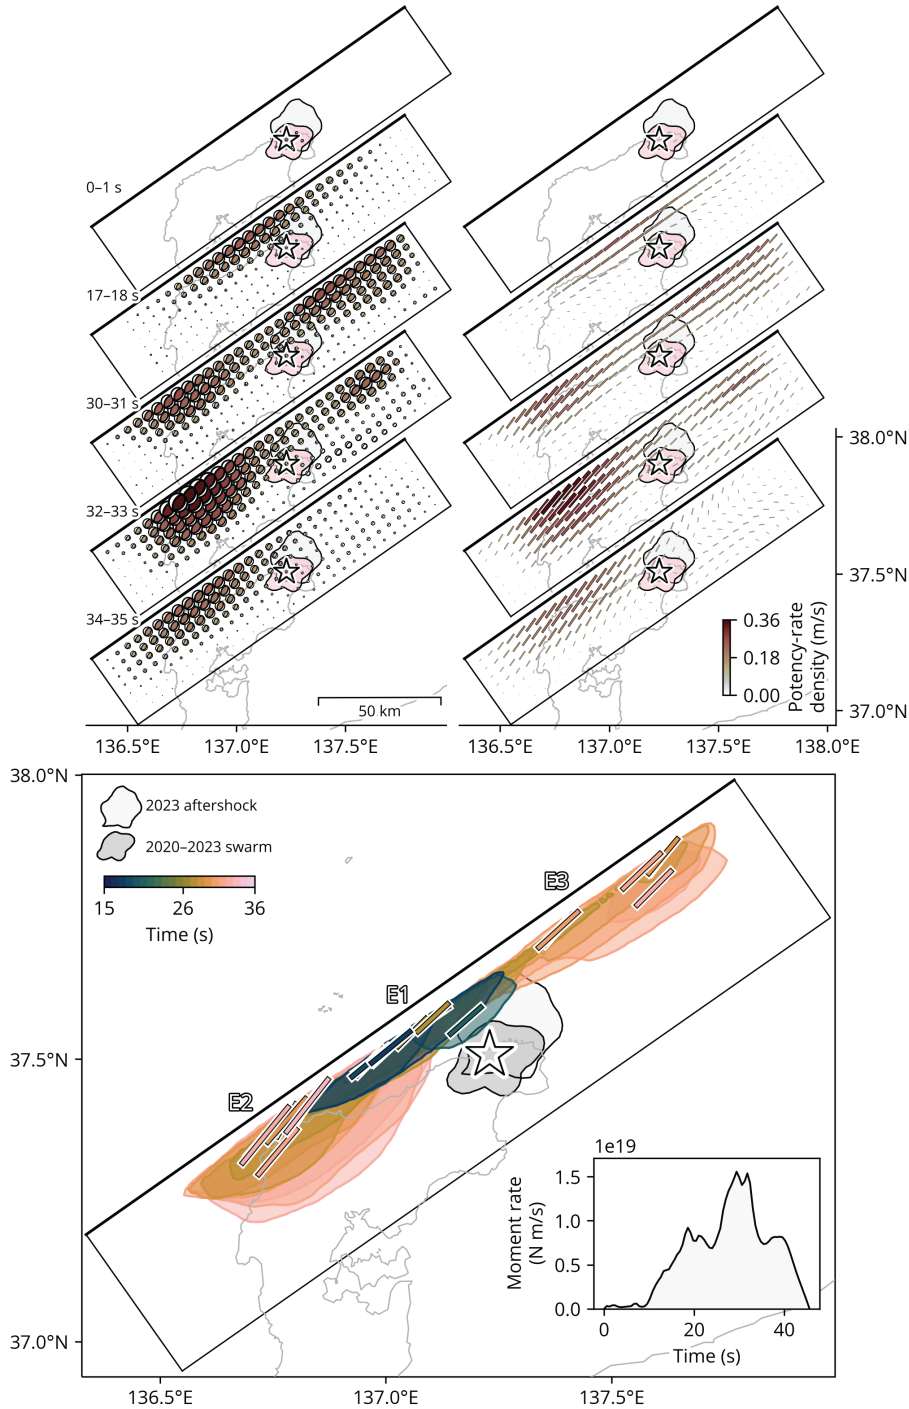 0–1 s
17–18 s
30–31 s
32–33 s
34–35 s
50 km
136.5°E
137.0°E
137.5°E
38.0°N
37.5°N
37.0°N
0.36
0.18
0.00
Potency-rate
density (m/s)
136.5°E
137.0°E
137.5°E
138.0°E
38.0°N
37.5°N
37.0°N
2023 aftershock
2020–2023 swarm
15
26
36
Time (s)
E3
E1
E2
1e19
1.5
1.0
0.5
0.0
Moment rate
(N m/s)
0
20
40
Time (s)
136.5°E
137.0°E
137.5°E